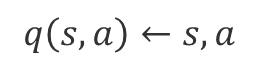 q(s, a) ← s, a